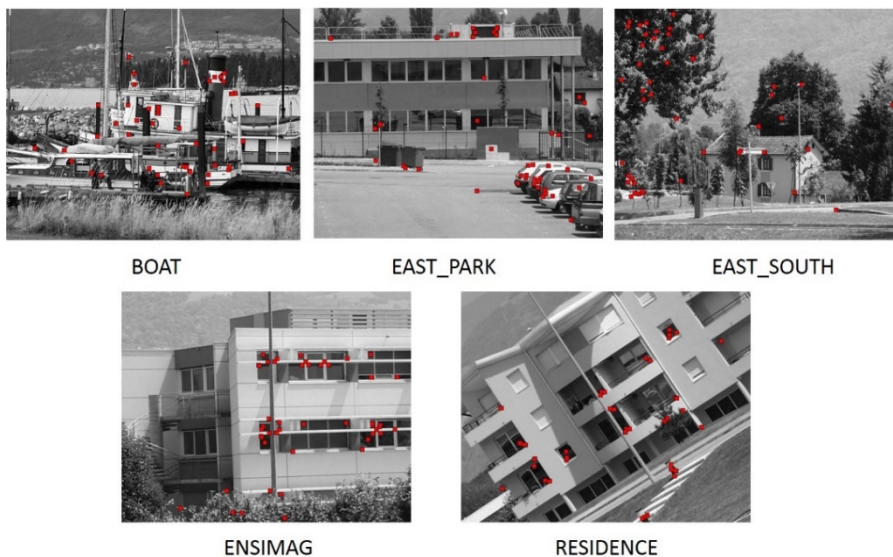 BOAT
EAST_PARK
EAST_SOUTH
ENSIMAG
RESIDENCE